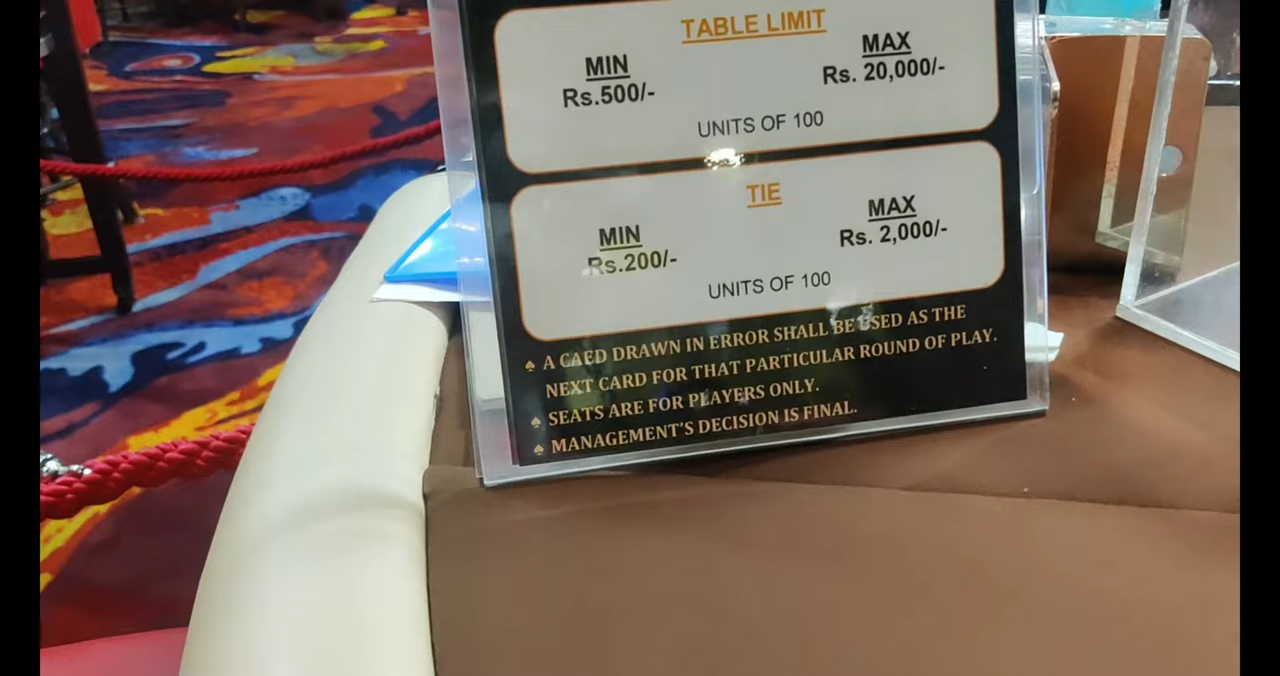 TABLE LIMIT
MIN MAX
Rs.500/- Rs. 20,000/-
UNITS OF 100
TIE
MIN MAX
Rs.200/- Rs. 2,000/-
UNITS OF 100
♠ A CAED DRAWN IN ERROR SHALL BE USED AS THE
NEXT CARD FOR THAT PARTICULAR ROUND OF PLAY.
♠ SEATS ARE FOR PLAYERS ONLY.
♠ MANAGEMENT'S DECISION IS FINAL.